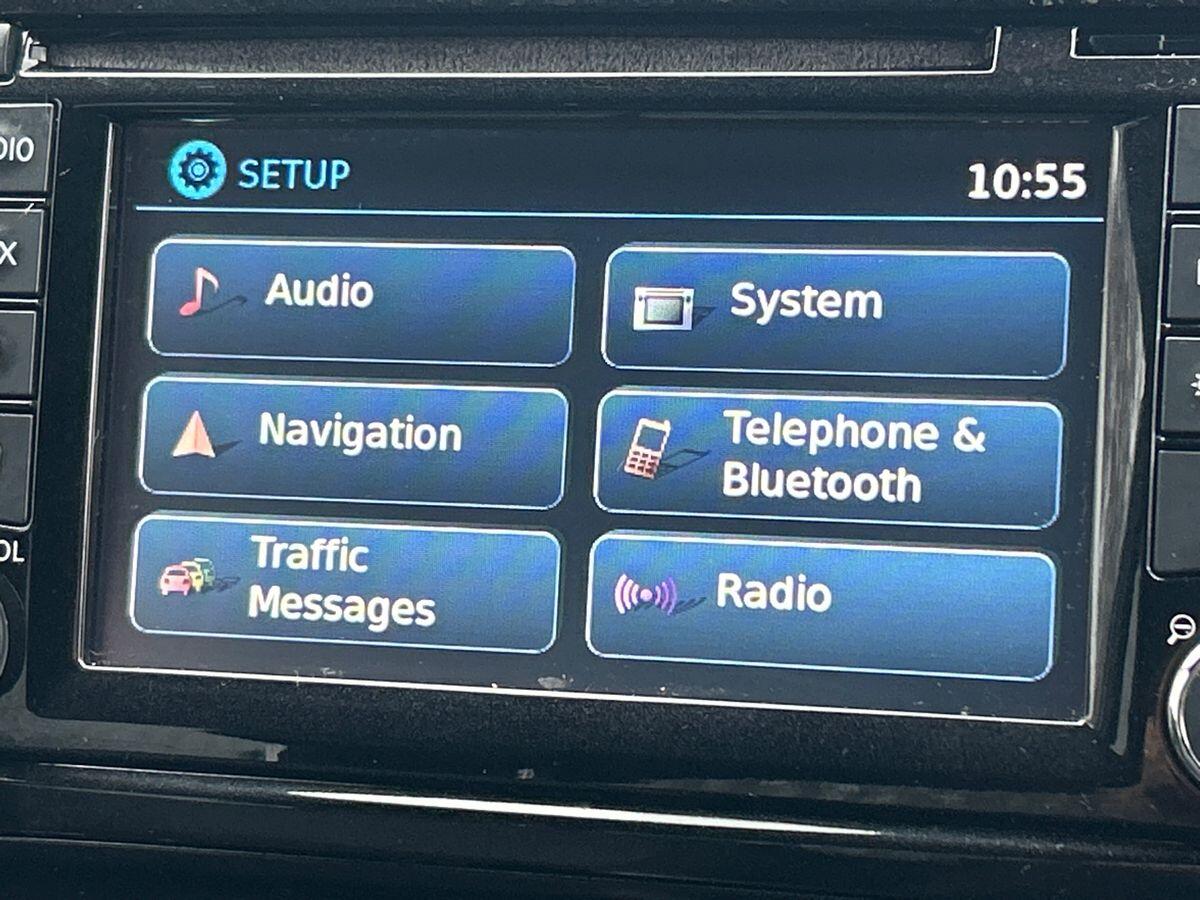 SETUP
10:55
Audio
System
Navigation
Telephone &
Bluetooth
Traffic
Messages
Radio